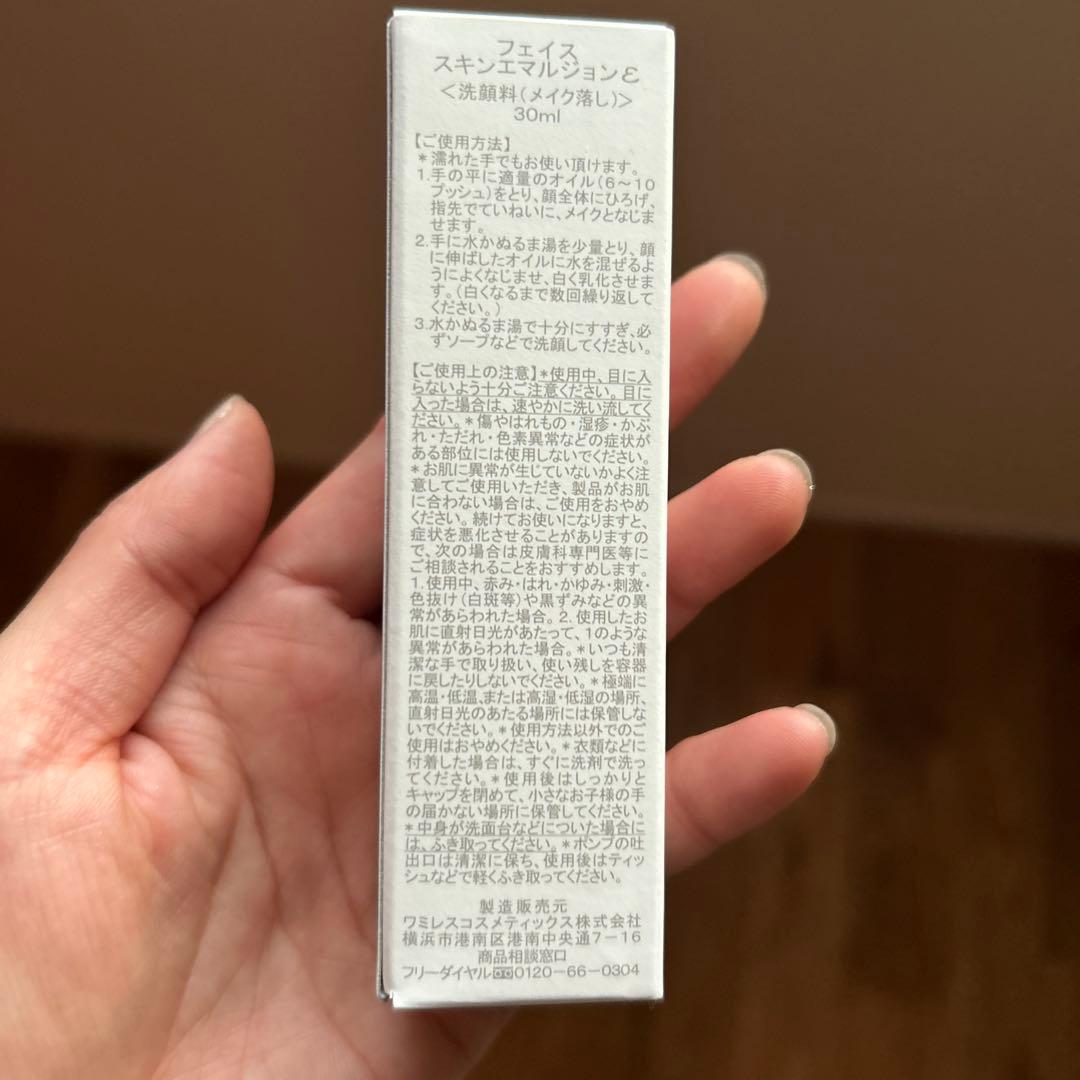 フェイス
スキンエマルジョンε
＜洗顔料（メイク落し）＞
30ml
【ご使用方法】
＊濡れた手でもお使い頂けます。
1.手の平に適量のオイル（6～10
プッシュ）をとり、顔全体にひろげ、
指先でていねいに、メイクとなじま
せます。
2.手に水かぬるま湯を少量とり、顔
に伸ばしたオイルに水を混ぜるよ
うによくなじませ、白く乳化させま
す。（白くなるまで数回繰り返して
ください。）
3.水かぬるま湯で十分にすすぎ、必
ずソープなどで洗顔してください。
【ご使用上の注意】＊使用中、目に入
らないよう十分ご注意ください。目に
入った場合は、速やかに洗い流してく
ださい。＊傷やはれもの・湿疹・かぶ
れ・ただれ・色素異常などの症状が
ある部位には使用しないでください。
＊お肌に異常が生じていないかよく注
意してご使用いただき、製品がお肌
に合わない場合は、ご使用をおやめ
ください。続けてお使いになりますと、
症状を悪化させることがありますの
で、次の場合は皮膚科専門医等に
ご相談されることをおすすめします。
1.使用中、赤み・はれ・かゆみ・刺激・
色抜け（白斑等）や黒ずみなどの異
常があらわれた場合。2.使用したお
肌に直射日光があたって、1のような
異常があらわれた場合。＊いつも清
潔な手で取り扱い、使い残しを容器
に戻したりしないでください。＊極端に
高温・低温、または高湿・低湿の場所、
直射日光のあたる場所には保管しな
いでください。＊使用方法以外でのご
使用はおやめください。＊衣類などに
付着した場合は、すぐに洗剤で洗っ
てください。＊使用後はしっかりと
キャップを閉めて、小さなお子様の手
の届かない場所に保管してください。
＊中身が洗面台などについた場合に
は、ふき取ってください。＊ポンプの吐
出口は清潔に保ち、使用後はティッ
シュなどで軽くふき取ってください。
製造販売元
ワミレスコスメティックス株式会社
横浜市港南区港南中央通7－16
商品相談窓口
フリーダイヤル0120－66－0304